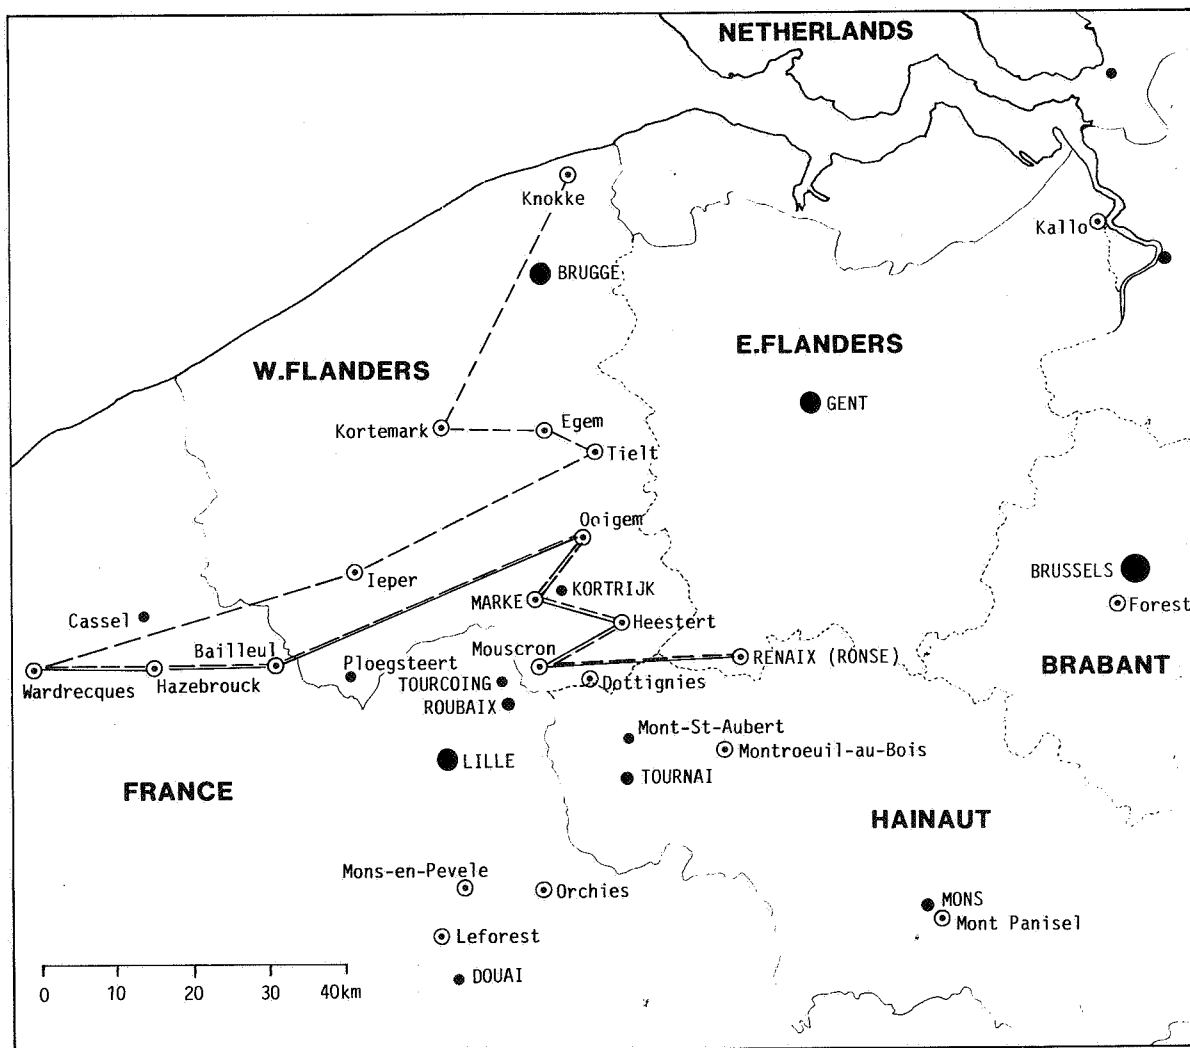 NETHERLANDS
Knokke
Kallo
BRUGGE
E.FLANDERS
W.FLANDERS
GENT
Egem
Kortemark
Tielt
Ooigem
BRUSSELS
Ieper
KORTRIJK
MARKE
Forest
Cassel
Heestert
Bailleul
Mouscron
RENAIX (RONSE)
BRABANT
Ploegsteert
Wardrecques
Hazebrouck
TOURCOING
Dottignies
ROUBAIX
Mont-St-Aubert
Montroeuil-au-Bois
LILLE
TOURNAI
FRANCE
HAINAUT
Mons-en-Pevele
Orchies
MONS
Mont Panisel
Leforest
DOUAI
0 10 20 30 40km